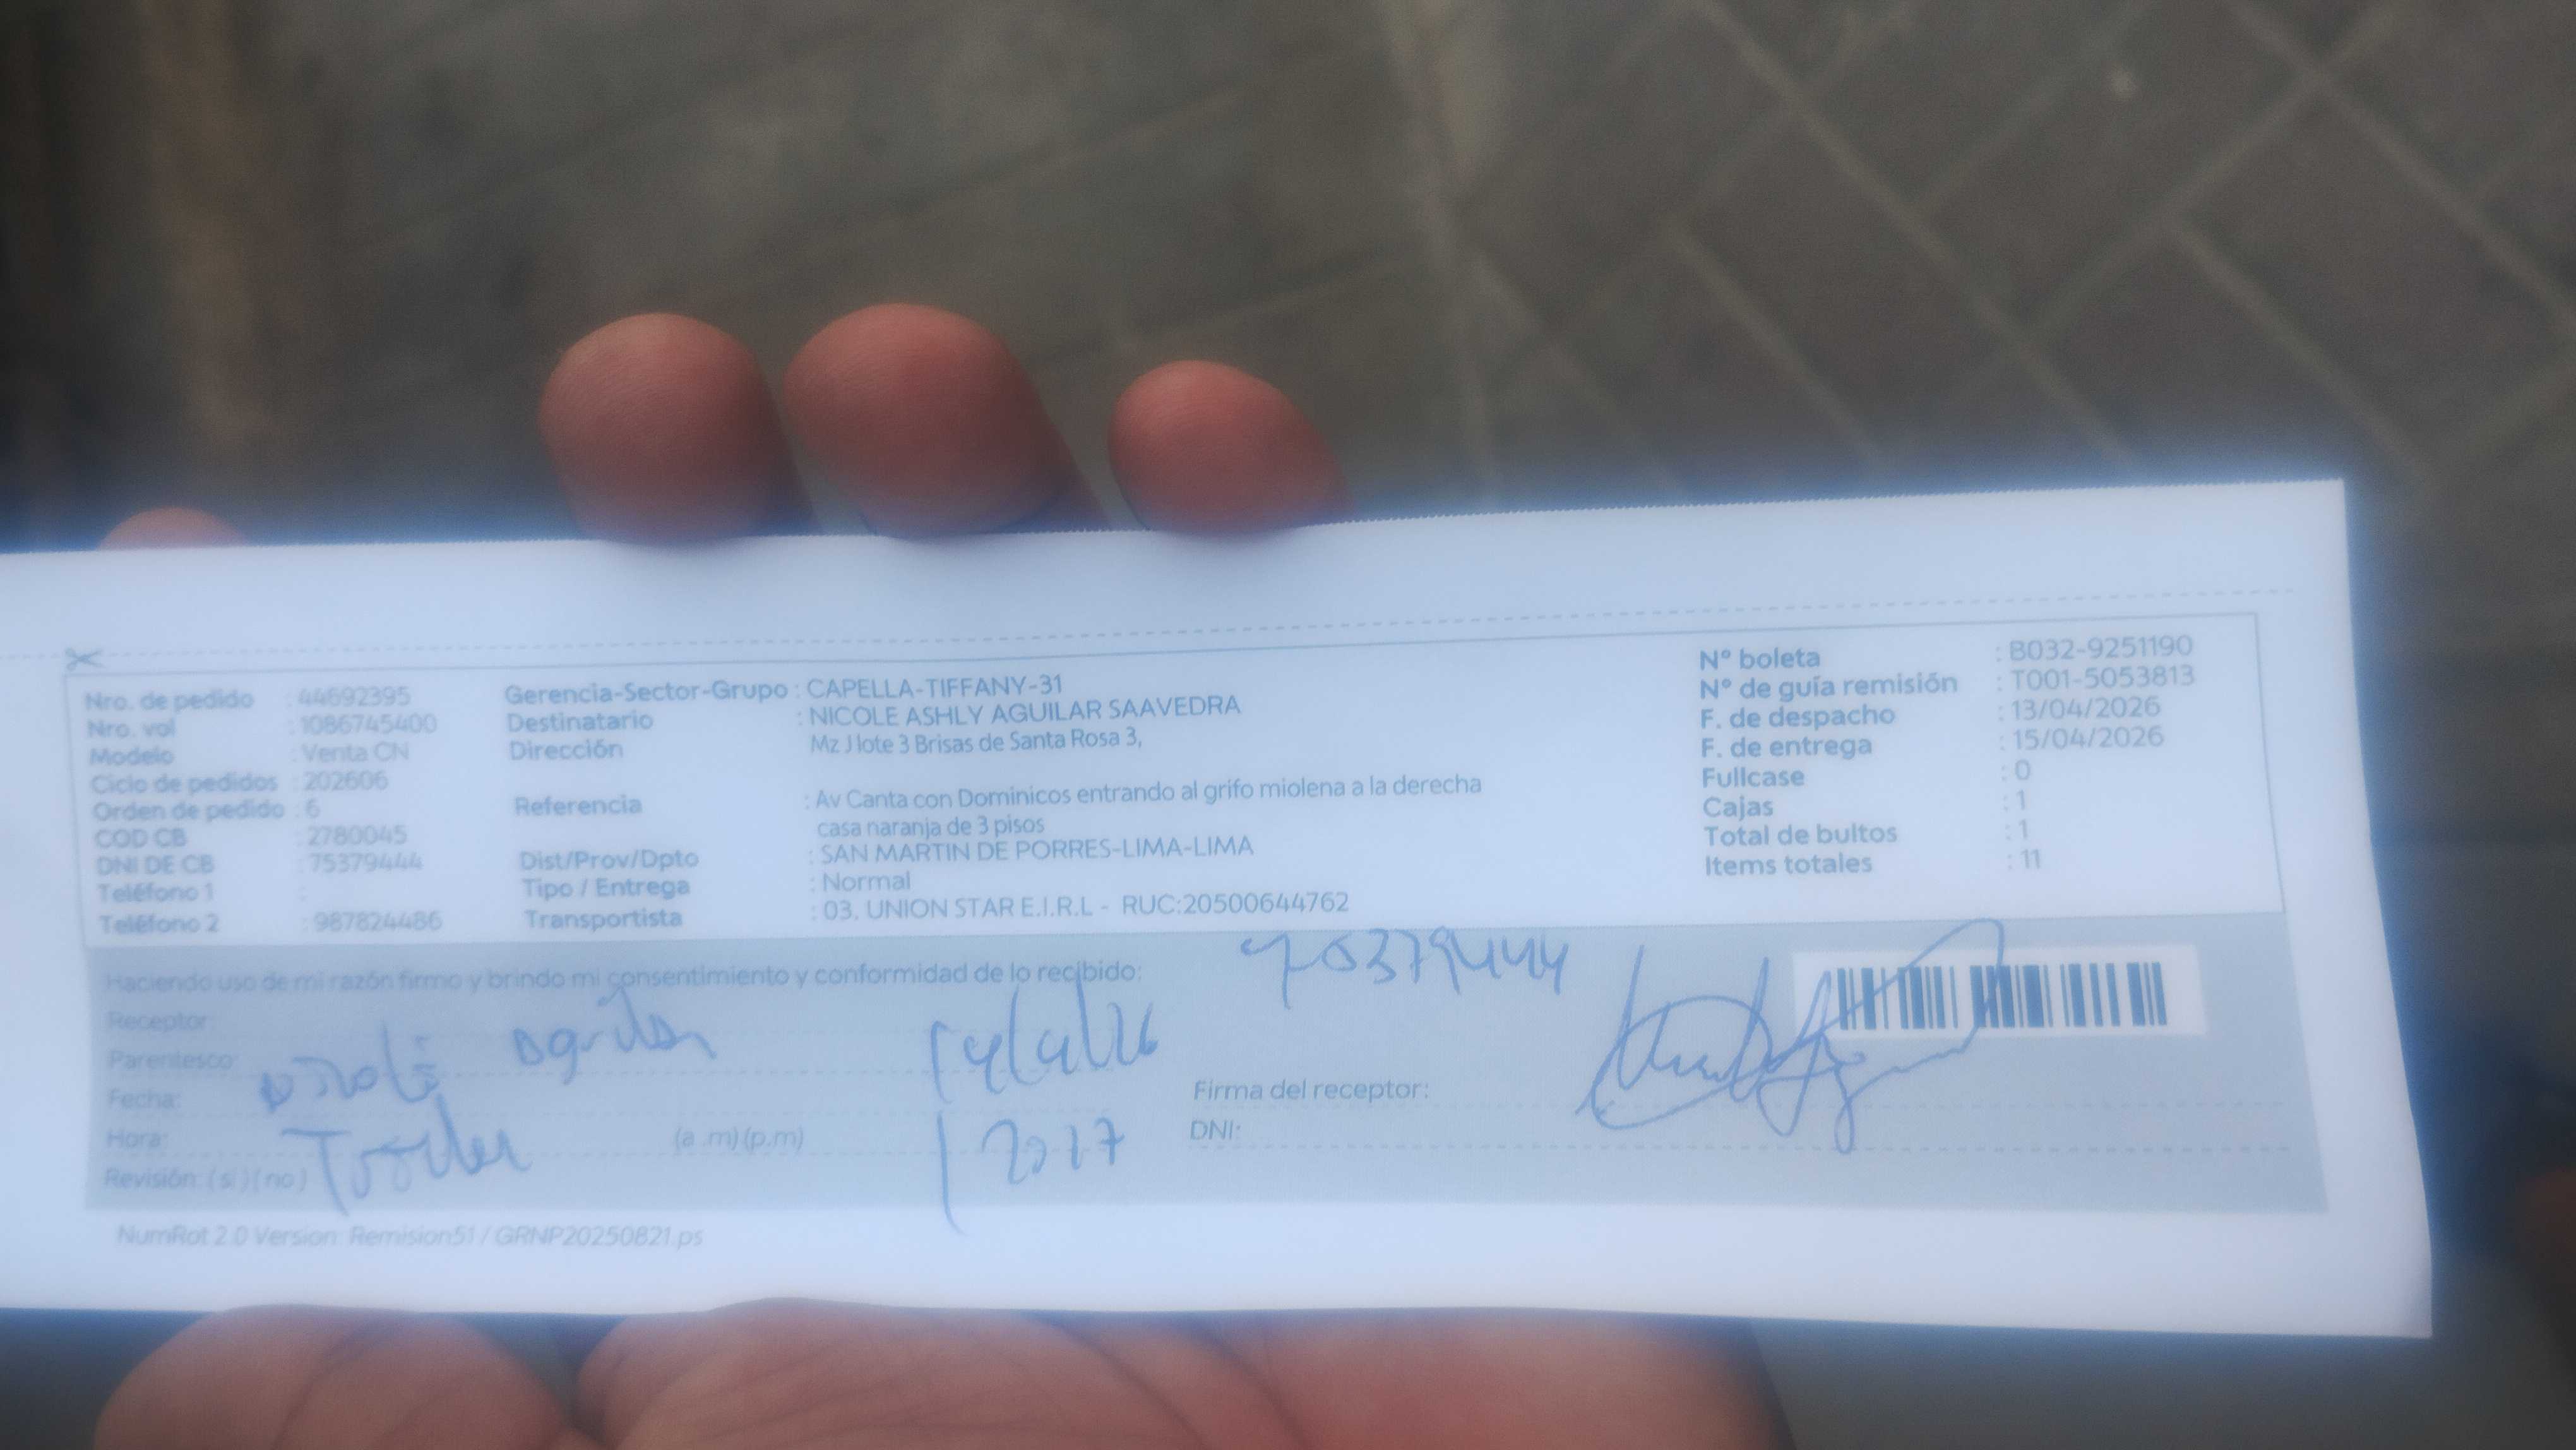 Nro. de pedido : 44692395
Nro. vol : 1086745400
Modelo : Venta CN
Ciclo de pedidos : 202606
Orden de pedido : 6
COD CB : 2780045
DNI DE CB : 75379444
Teléfono 1 :
Teléfono 2 : 987824486
Gerencia-Sector-Grupo : CAPELLA-TIFFANY-31
Destinatario : NICOLE ASHLY AGUILAR SAAVEDRA
Dirección Mz J lote 3 Brisas de Santa Rosa 3,
Referencia : Av Canta con Dominicos entrando al grifo miolena a la derecha
casa naranja de 3 pisos
Dist/Prov/Dpto : SAN MARTIN DE PORRES-LIMA-LIMA
Tipo / Entrega : Normal
Transportista : 03. UNION STAR E.I.R.L - RUC:20500644762
N° boleta : B032-9251190
N° de guía remisión : T001-5053813
F. de despacho : 13/04/2026
F. de entrega : 15/04/2026
Fullcase : 0
Cajas : 1
Total de bultos : 1
Items totales : 11
Haciendo uso de mi razón firmo y brindo mi consentimiento y conformidad de lo recibido:
75379444
Receptor:
Parentesco:
Fecha:
Hora: (a .m) (p.m)
Revisión: ( si ) ( no )
Firma del receptor:
DNI:
NumRot 2.0 Version: Remision51 / GRNP20250821.ps